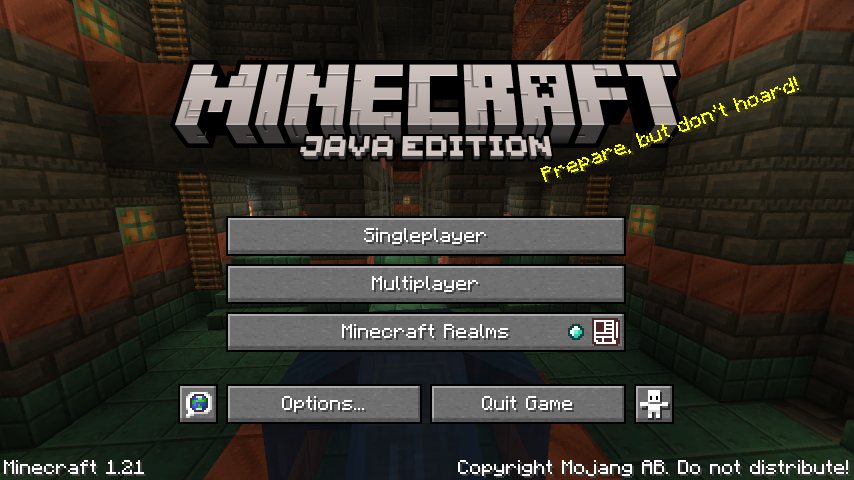 MINECRAFT
JAVA EDITION
Prepare, but don't hoard!
Singleplayer
Multiplayer
Minecraft Realms
Options...
Quit Game
Minecraft 1.21
Copyright Mojang AB. Do not distribute!